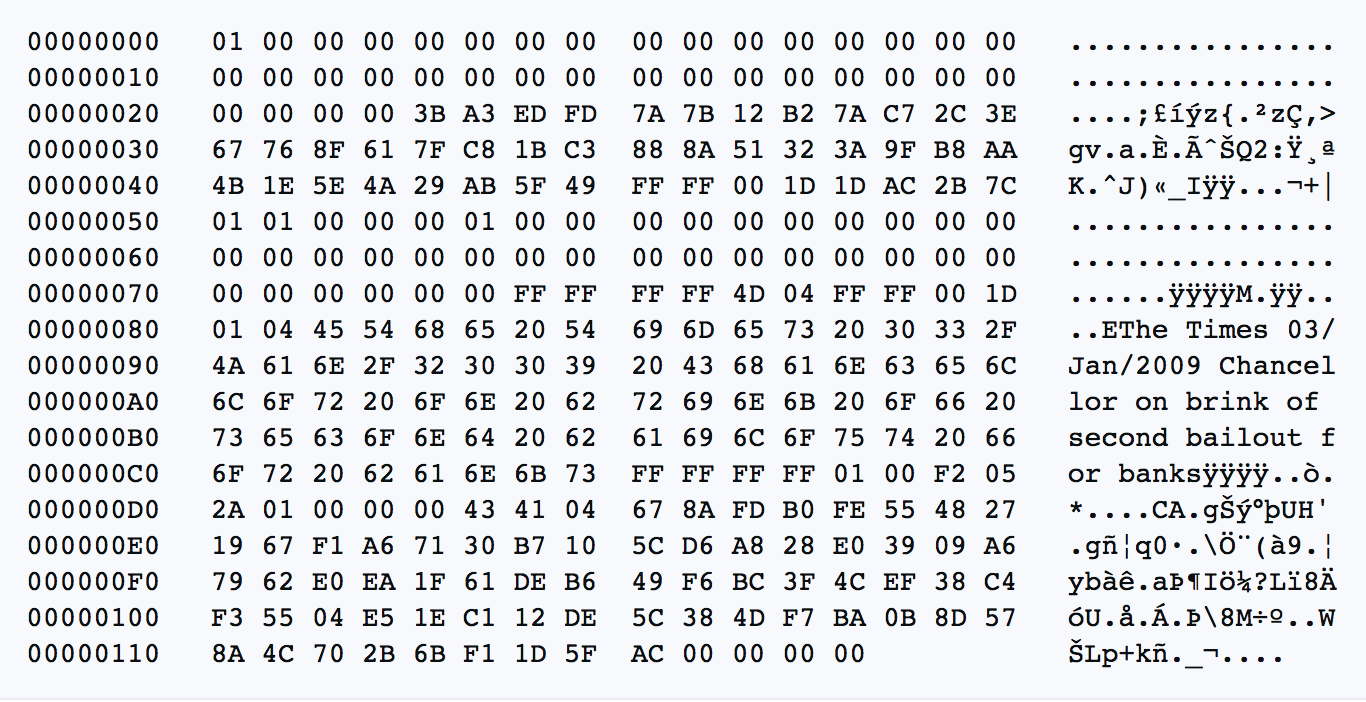 00000000 01 00 00 00 00 00 00 00 00 00 00 00 00 00 00 00 ................
00000010 00 00 00 00 00 00 00 00 00 00 00 00 00 00 00 00 ................
00000020 00 00 00 00 3B A3 ED FD 7A 7B 12 B2 7A C7 2C 3E ....;£íýz{.²zÇ,>
00000030 67 76 8F 61 7F C8 1B C3 88 8A 51 32 3A 9F B8 AA gv.a.È.ÈŠQ2:Ÿ¸ª
00000040 4B 1E 5E 4A 29 AB 5F 49 FF FF 00 1D 1D AC 2B 7C K.^J)«_Iÿÿ...¬+|
00000050 01 01 00 00 00 01 00 00 00 00 00 00 00 00 00 00 ................
00000060 00 00 00 00 00 00 00 00 00 00 00 00 00 00 00 00 ................
00000070 00 00 00 00 00 00 FF FF FF FF 4D 04 FF FF 00 1D ......ÿÿÿÿM.ÿÿ..
00000080 01 04 45 54 68 65 20 54 69 6D 65 73 20 30 33 2F ..EThe Times 03/
00000090 4A 61 6E 2F 32 30 30 39 20 43 68 61 6E 63 65 6C Jan/2009 Chancel
000000A0 6C 6F 72 20 6F 6E 20 62 72 69 6E 6B 20 6F 66 20 lor on brink of
000000B0 73 65 63 6F 6E 64 20 62 61 69 6C 6F 75 74 20 66 second bailout f
000000C0 6F 72 20 62 61 6E 6B 73 FF FF FF FF 01 00 F2 05 or banksÿÿÿÿ..ò.
000000D0 2A 01 00 00 00 43 41 04 67 8A FD B0 FE 55 48 27 *....CA.gŠý°þUH'
000000E0 19 67 F1 A6 71 30 B7 10 5C D6 A8 28 E0 39 09 A6 .gñ¦q0·.\Ö¨(à9.¦
000000F0 79 62 E0 EA 1F 61 DE B6 49 F6 BC 3F 4C EF 38 C4 ybàê.aÞ¶Iö¼?Lï8Ä
00000100 F3 55 04 E5 1E C1 12 DE 5C 38 4D F7 BA 0B 8D 57 óU.å.Á.Þ\8M÷º..W
00000110 8A 4C 70 2B 6B F1 1D 5F AC 00 00 00 00 ŠLp+kñ._¬....